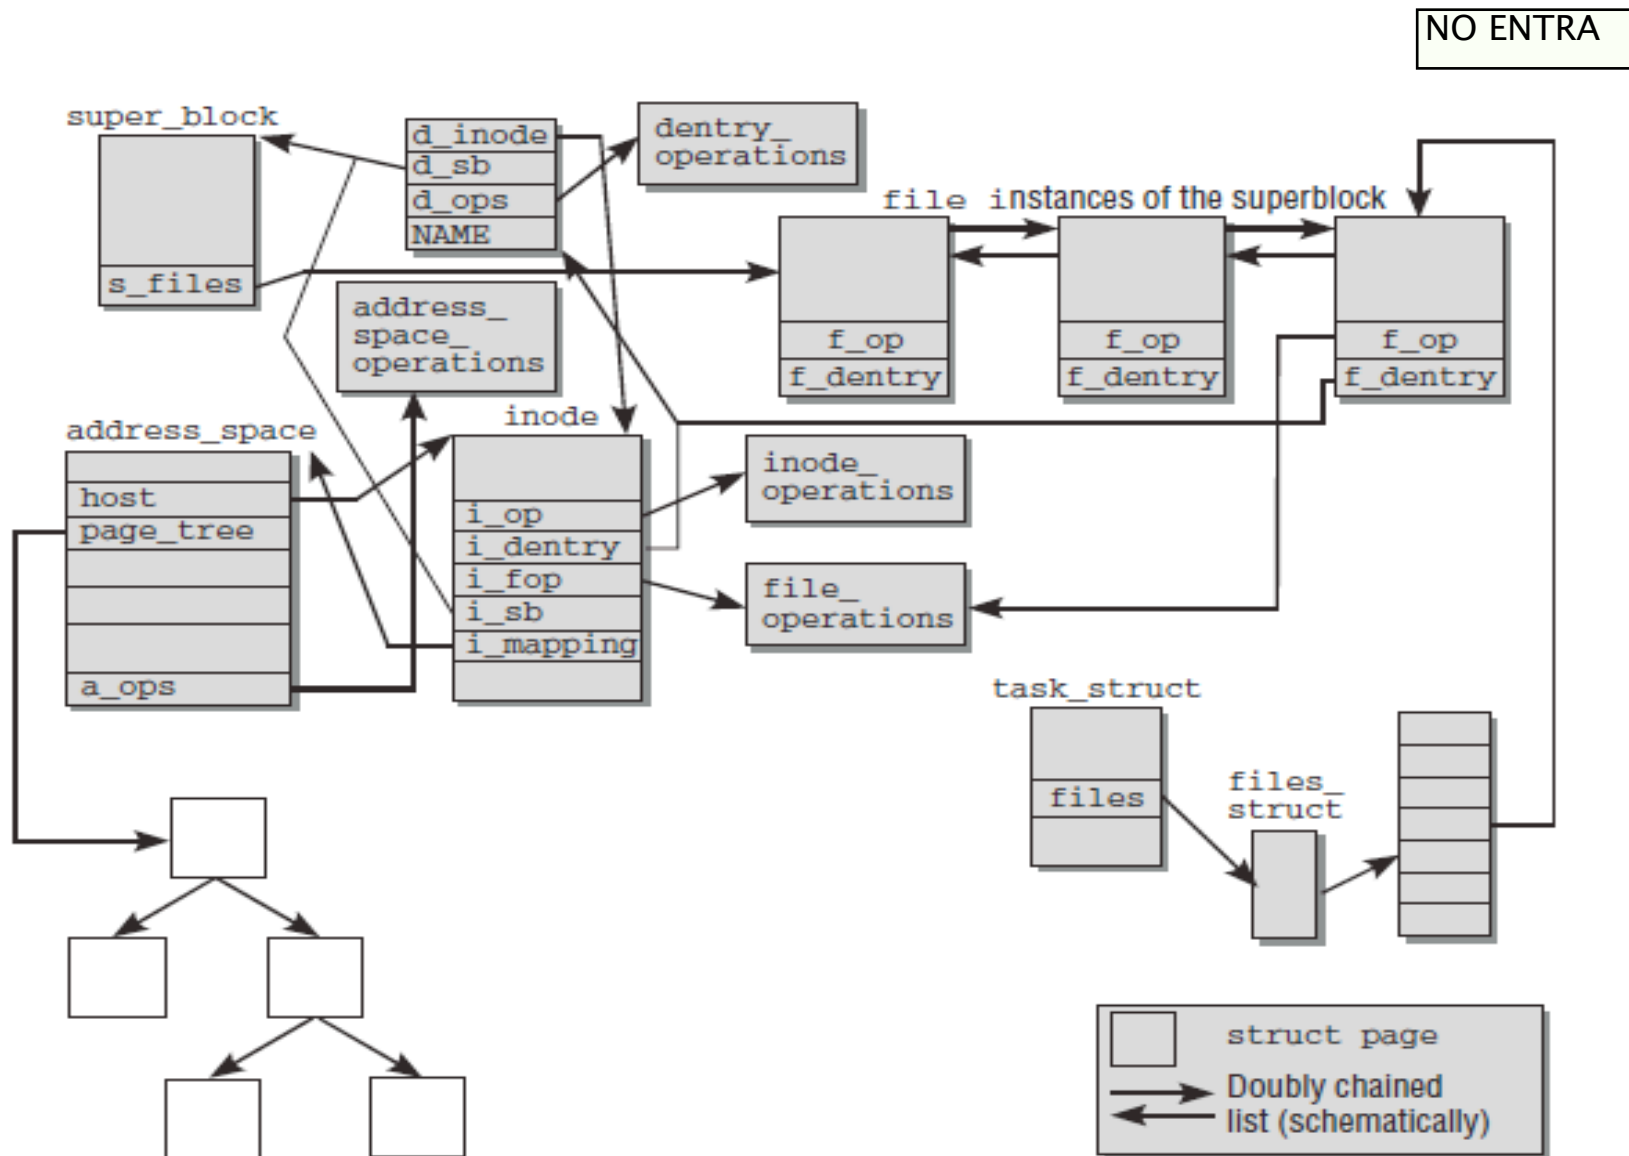 NO ENTRA
super_block
s_files
d_inode
d_sb
d_ops
NAME
dentry_
operations
file instances of the superblock
f_op
f_dentry
f_op
f_dentry
f_op
f_dentry
address_
space_
operations
address_space
host
page_tree
a_ops
inode
i_op
i_dentry
i_fop
i_sb
i_mapping
inode_
operations
file_
operations
task_struct
files
files_
struct
struct page
Doubly chained
list (schematically)